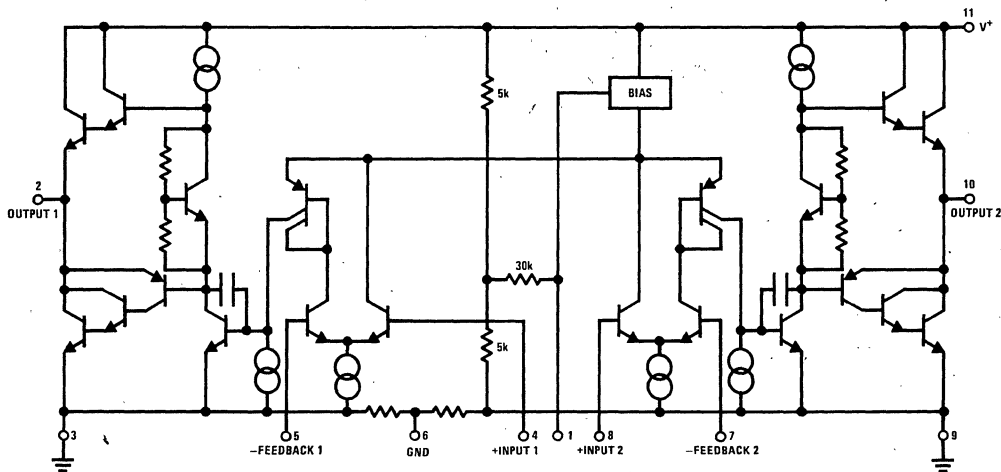 11
V+
5k
BIAS
2
OUTPUT 1
10
OUTPUT 2
30k
5k
3
5
–FEEDBACK 1
6
GND
4
+INPUT 1
1
8
+INPUT 2
7
–FEEDBACK 2
9